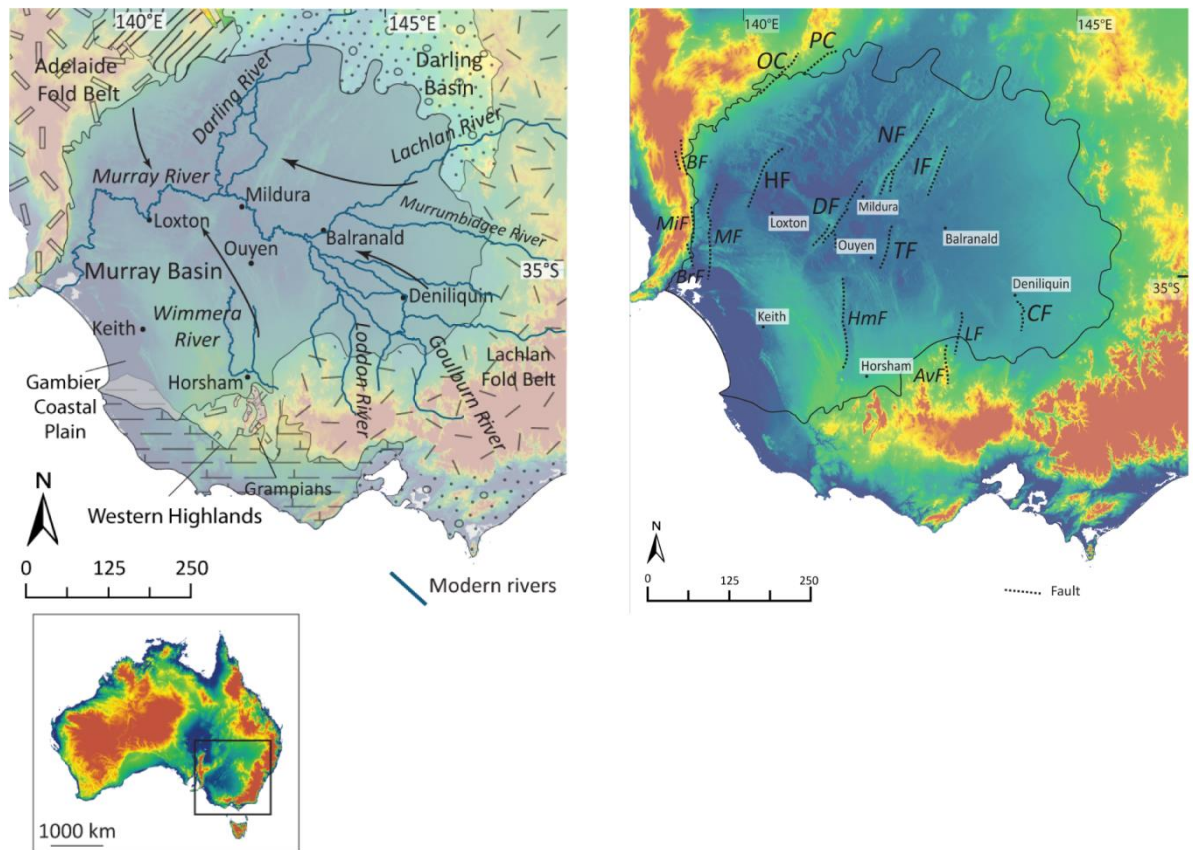 140°E
145°E
Adelaide
Fold Belt
Darling River
Darling
Basin
Lachlan River
Murray River
Mildura
Murrumbidgee River
Loxton
Ouyen
Balranald
Murray Basin
35°S
Deniliquin
Wimmera
River
Keith
Loddon River
Goulburn River
Lachlan
Fold Belt
Gambier
Coastal
Plain
Horsham
Grampians
Western Highlands
N
0 125 250
Modern rivers
1000 km
140°E
145°E
PC
OC
NF
BF
HF
IF
Mildura
DF
Loxton
MiF
MF
Ouyen
TF
Balranald
BrF
35°S
Deniliquin
Keith
HmF
CF
LF
Horsham
AvF
N
0 125 250
Fault